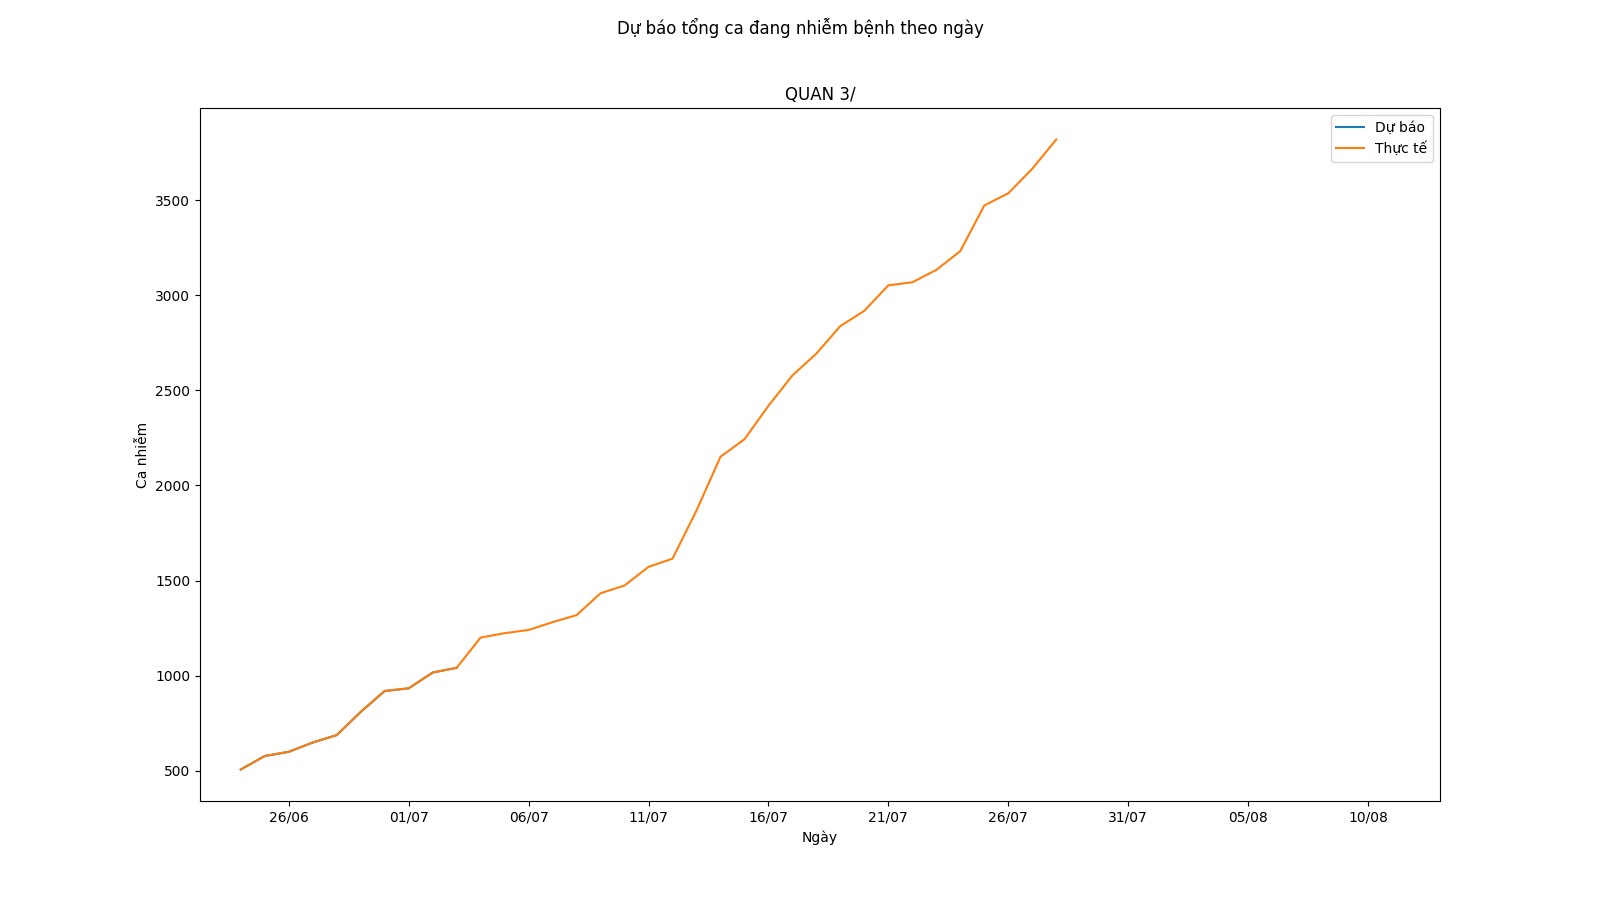 Dự báo tổng ca đang nhiễm bệnh theo ngày
QUAN 3/
Dự báo
Thực tế
Ca nhiễm
3500
3000
2500
2000
1500
1000
500
26/06 01/07 06/07 11/07 16/07 21/07 26/07 31/07 05/08 10/08
Ngày